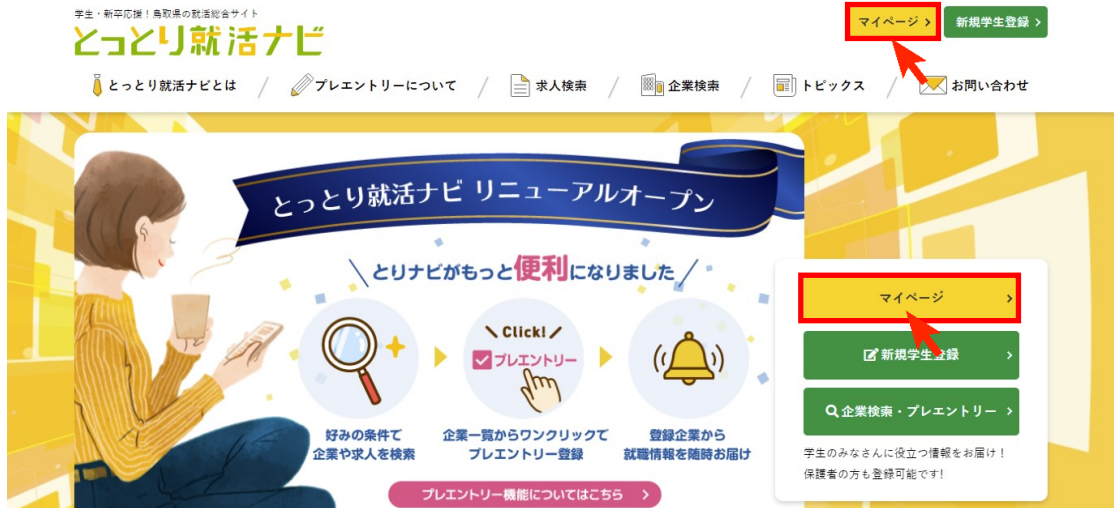 学生・新卒応援！鳥取県の就活総合サイト
とっとり就活ナビ
マイページ
新規学生登録
とっとり就活ナビとは
プレエントリーについて
求人検索
企業検索
トピックス
お問い合わせ
とっとり就活ナビ リニューアルオープン
とりナビがもっと便利になりました
Click!
プレエントリー
好みの条件で
企業や求人を検索
企業一覧からワンクリックで
プレエントリー登録
登録企業から
就職情報を随時お届け
プレエントリー機能についてはこちら
マイページ
新規学生登録
企業検索・プレエントリー
学生のみなさんに役立つ情報をお届け！
保護者の方も登録可能です!